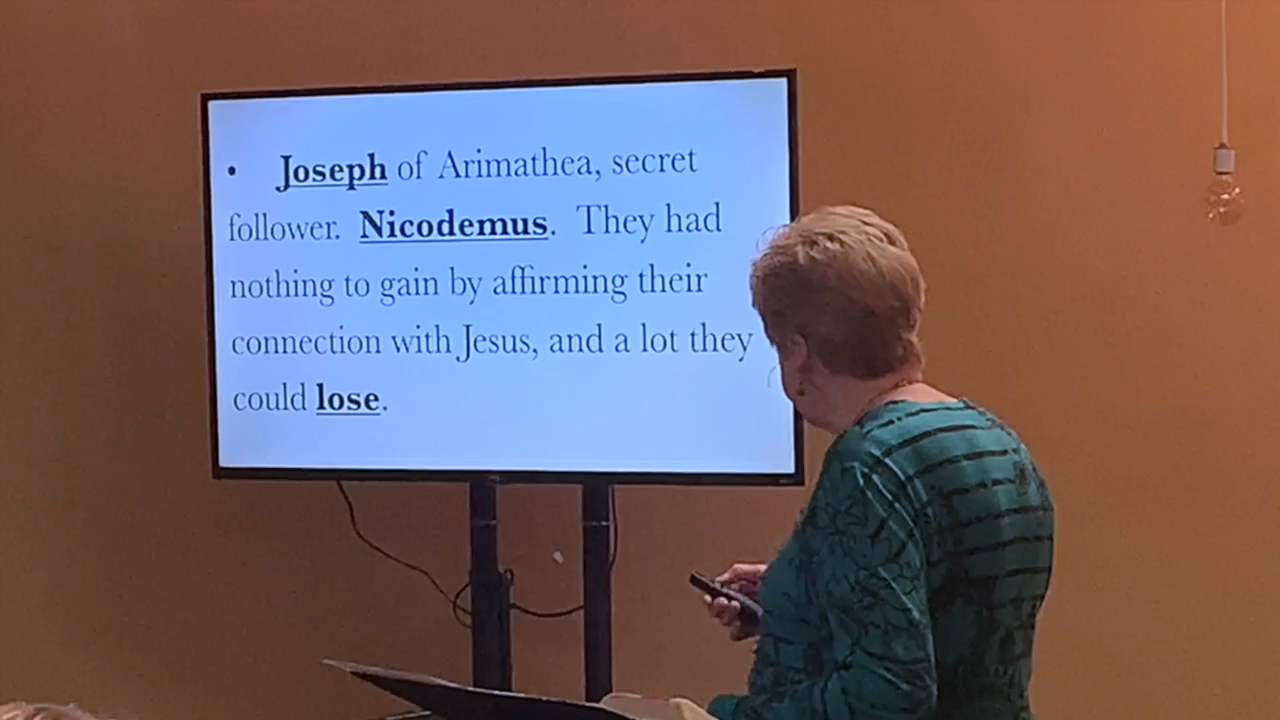 • Joseph of Arimathea, secret
follower. Nicodemus. They had
nothing to gain by affirming their
connection with Jesus, and a lot they
could lose.